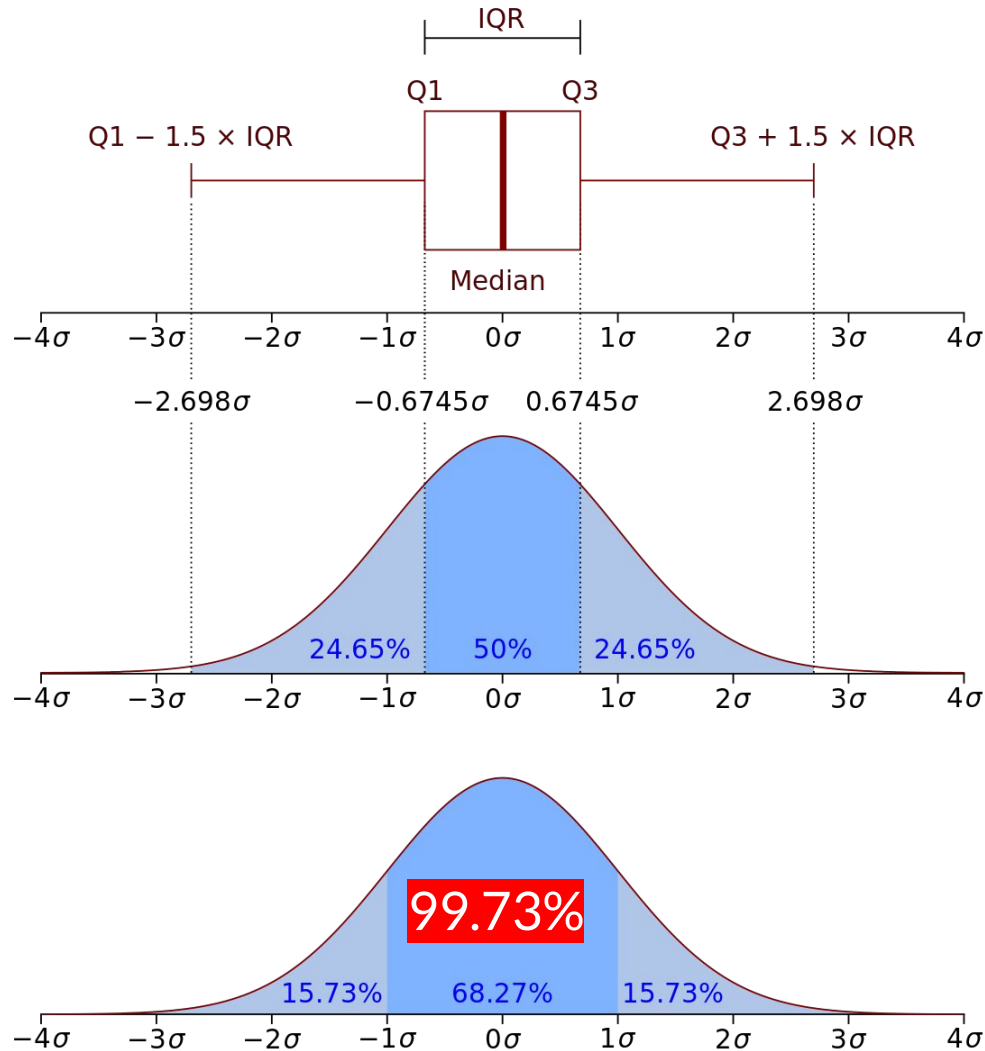 IQR
Q1 Q3
Q1 − 1.5 × IQR Q3 + 1.5 × IQR
Median
−4σ −3σ −2σ −1σ 0σ 1σ 2σ 3σ 4σ
−2.698σ −0.6745σ 0.6745σ 2.698σ
24.65% 50% 24.65%
−4σ −3σ −2σ −1σ 0σ 1σ 2σ 3σ 4σ
99.73%
15.73% 68.27% 15.73%
−4σ −3σ −2σ −1σ 0σ 1σ 2σ 3σ 4σ